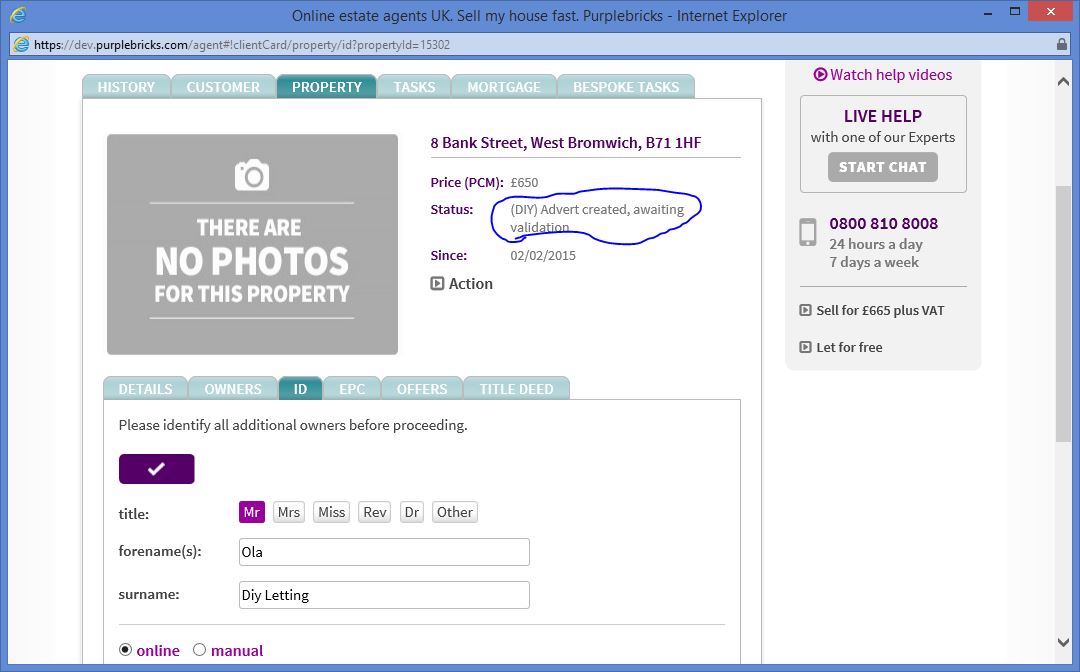 Online estate agents UK. Sell my house fast. Purplebricks - Internet Explorer
https://dev.purplebricks.com/agent#!clientCard/property/id?propertyId=15302
HISTORY CUSTOMER PROPERTY TASKS MORTGAGE BESPOKE TASKS
THERE ARE
NO PHOTOS
FOR THIS PROPERTY
8 Bank Street, West Bromwich, B71 1HF
Price (PCM): £650
Status: (DIY) Advert created, awaiting
validation
Since: 02/02/2015
Action
DETAILS OWNERS ID EPC OFFERS TITLE DEED
Please identify all additional owners before proceeding.
title: Mr Mrs Miss Rev Dr Other
forename(s): Ola
surname: Diy Letting
online manual
Watch help videos
LIVE HELP
with one of our Experts
START CHAT
0800 810 8008
24 hours a day
7 days a week
Sell for £665 plus VAT
Let for free